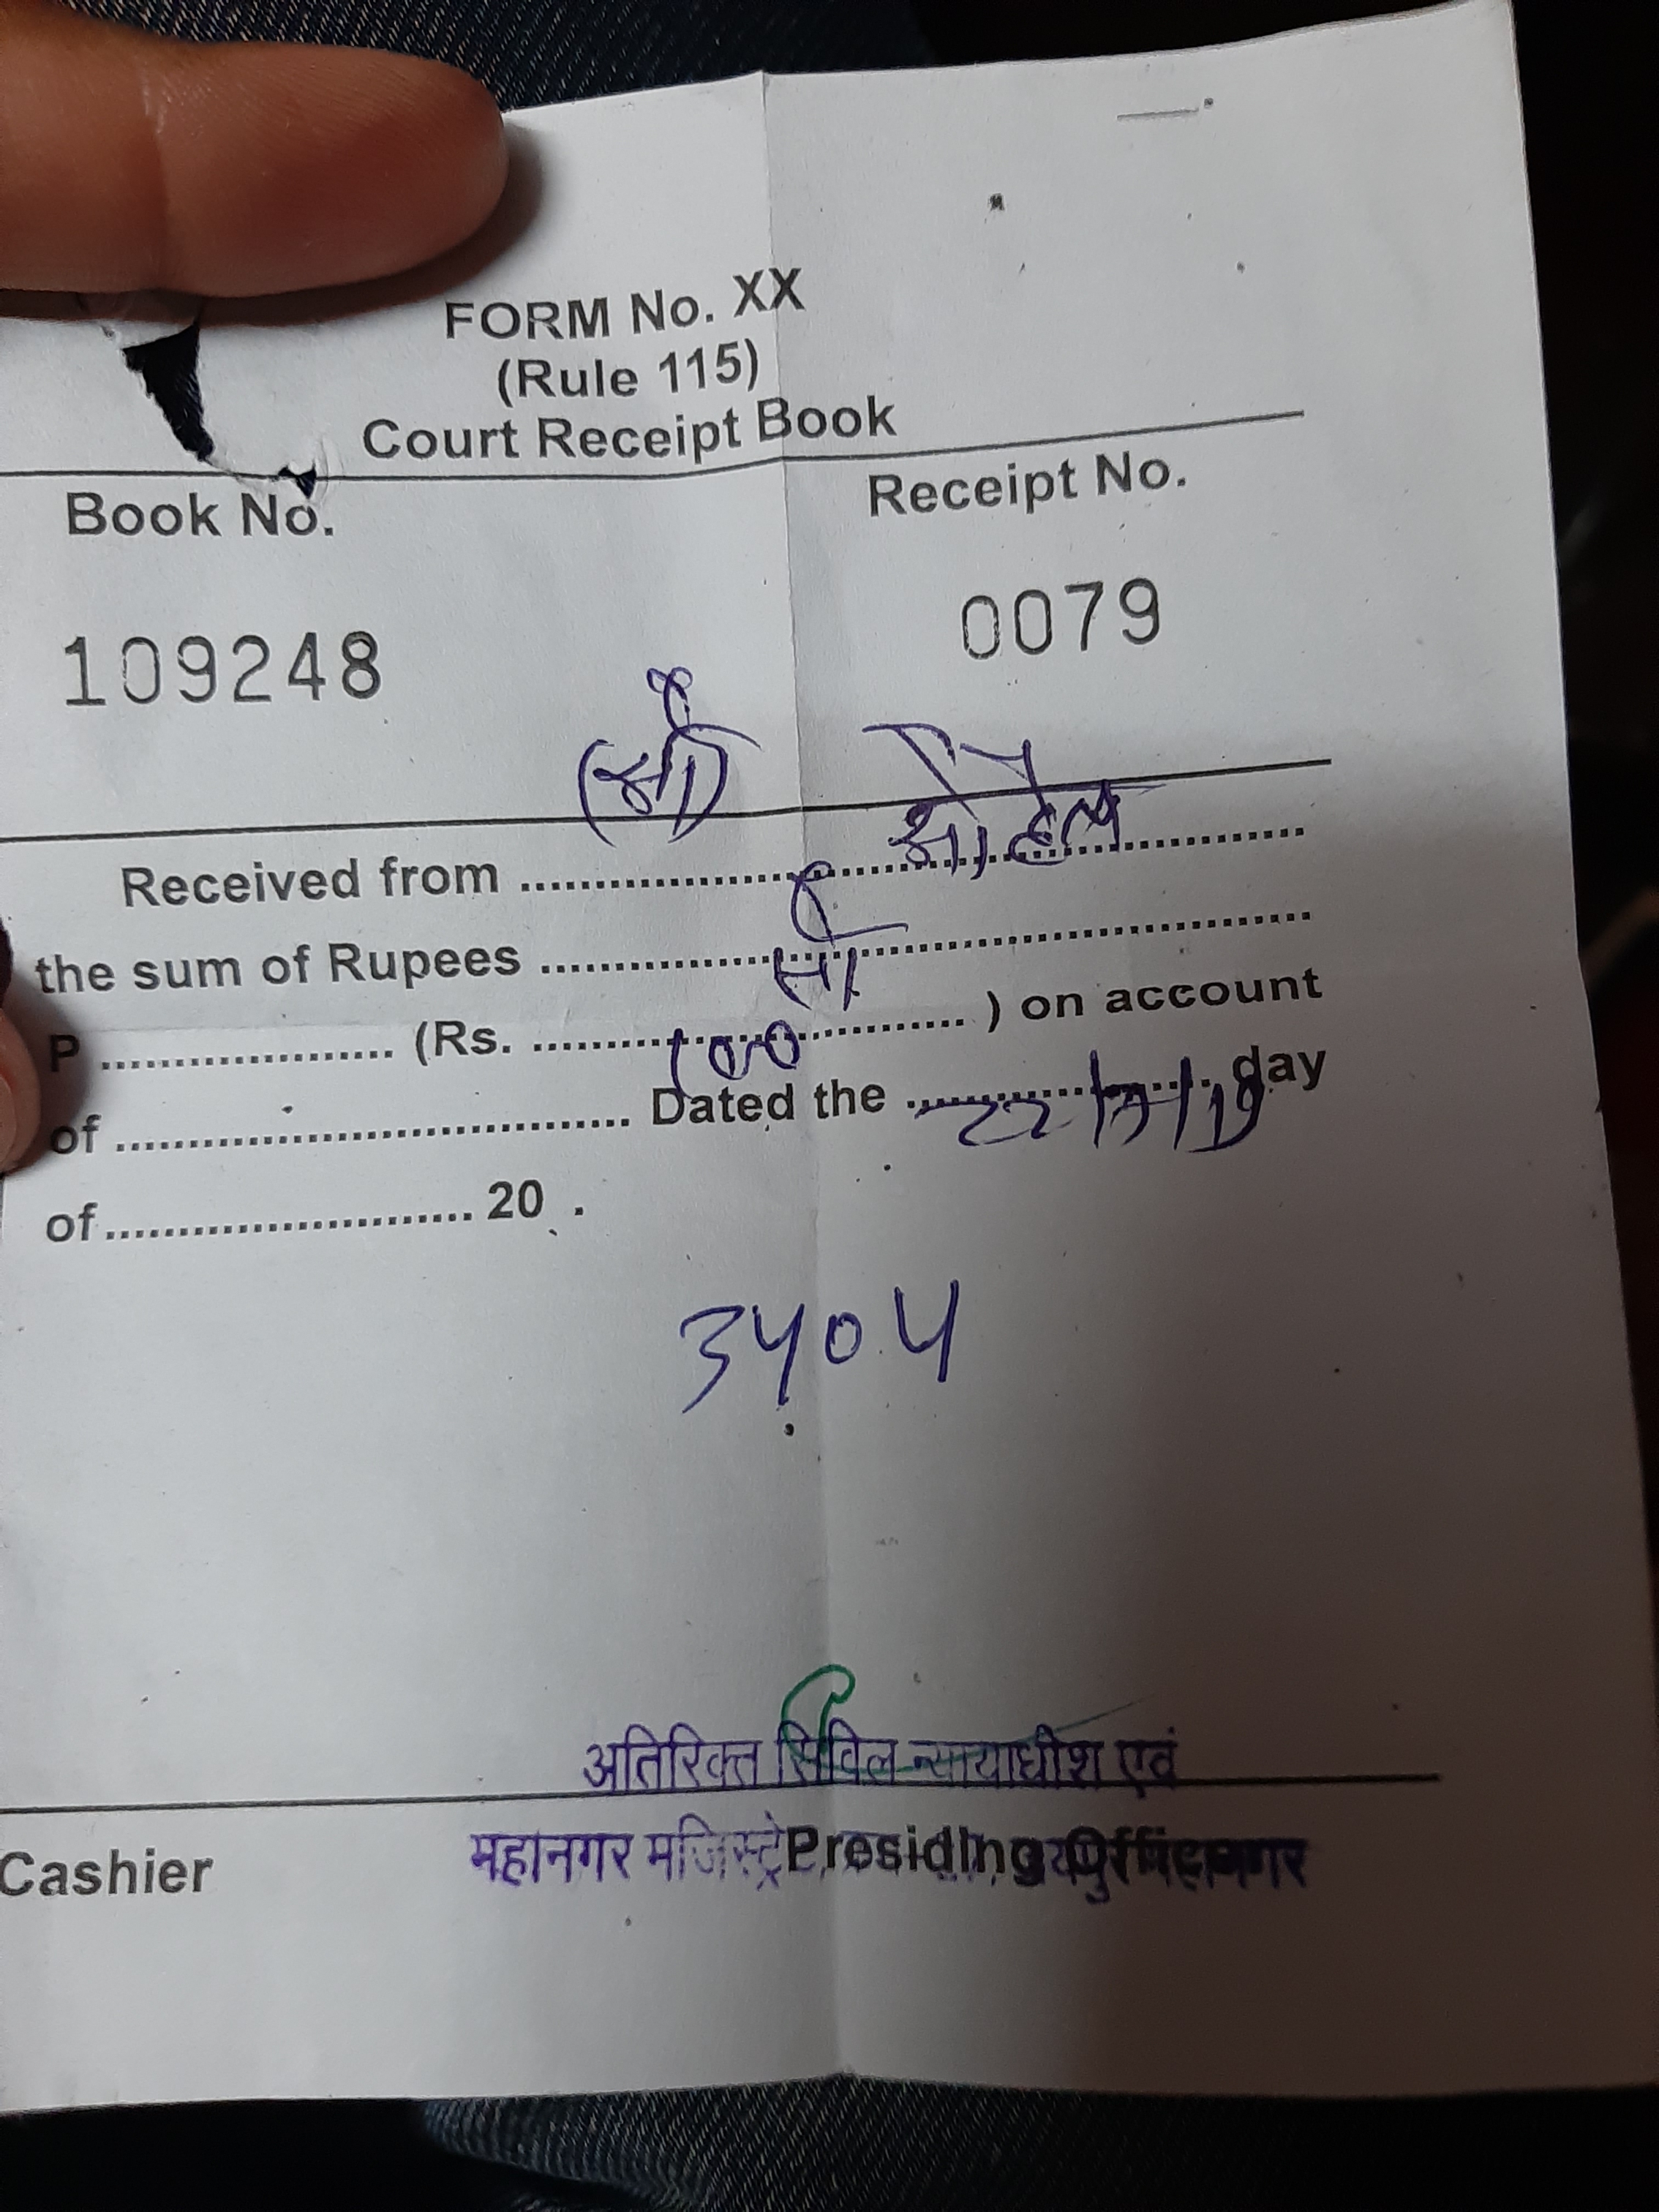 FORM No. XX
(Rule 115)
Court Receipt Book
Book No. Receipt No.
109248 0079
Received from ........ सोहेल ........
the sum of Rupees ........ सौ ........
P ........ (Rs. 100 ........) on account
of ........ Dated the 22/7/19 day
of ........ 20 .
3404
अतिरिक्त सिविल न्यायाधीश एवं
महानगर मजिस्ट्रेट
Cashier Presiding Officer